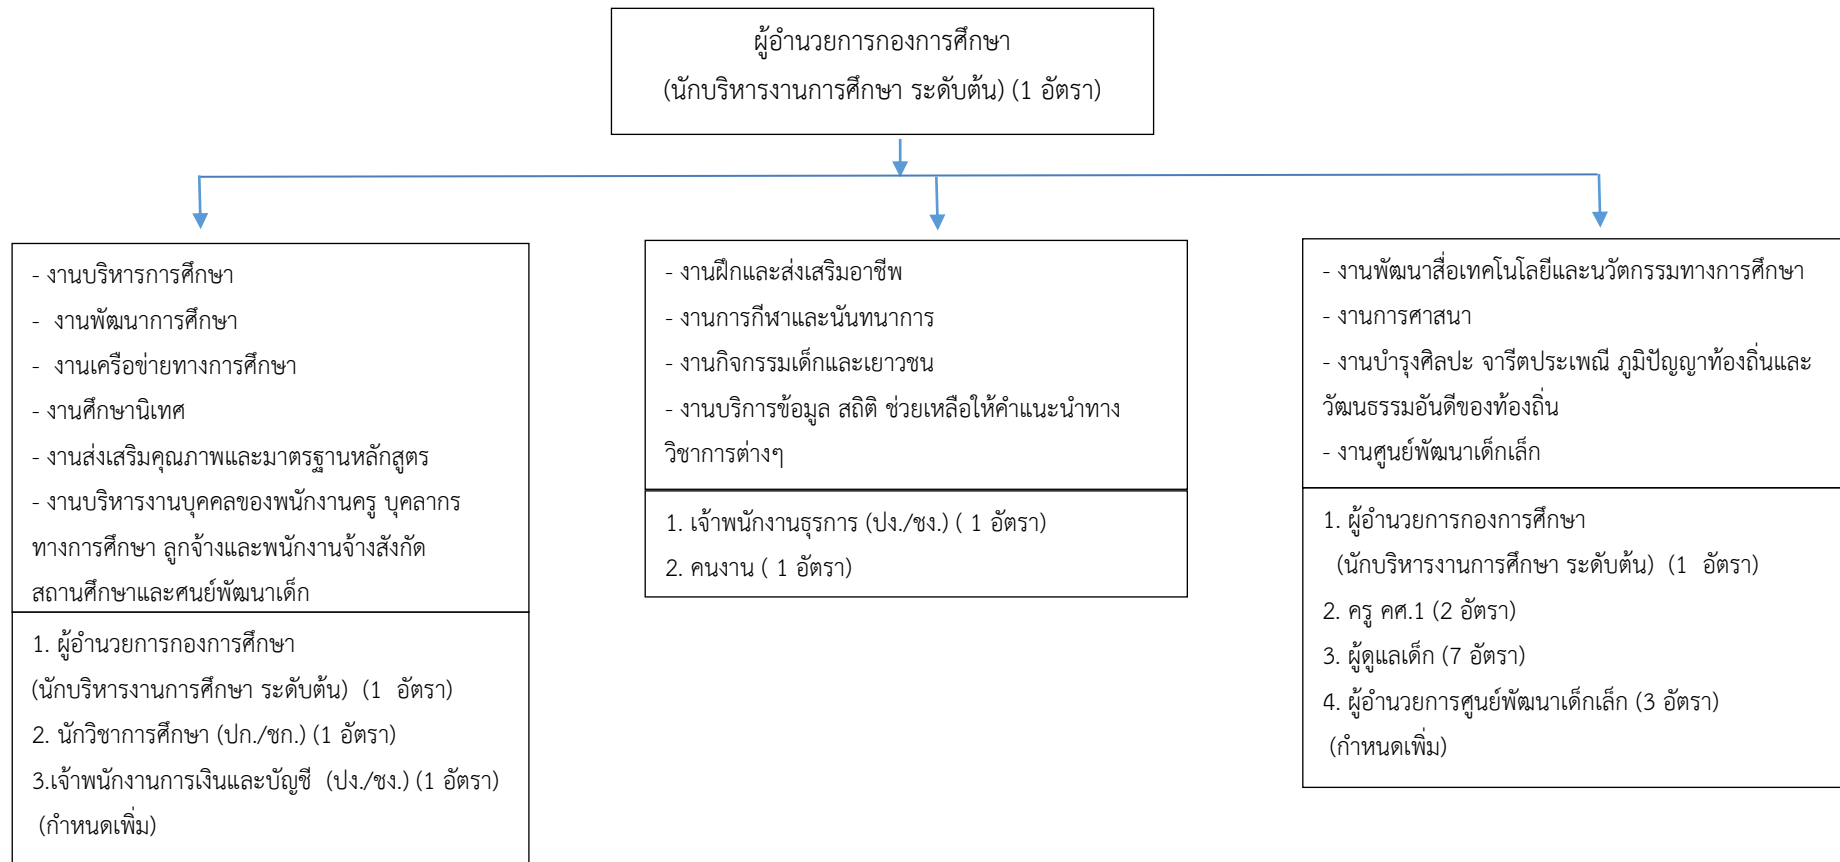 ผู้อำนวยการกองการศึกษา
(นักบริหารงานการศึกษา ระดับต้น) (1 อัตรา)
- งานบริหารการศึกษา
-  งานพัฒนาการศึกษา
-  งานเครือข่ายทางการศึกษา
- งานศึกษานิเทศ
- งานส่งเสริมคุณภาพและมาตรฐานหลักสูตร
- งานบริหารงานบุคคลของพนักงานครู บุคลากร
ทางการศึกษา ลูกจ้างและพนักงานจ้างสังกัด
สถานศึกษาและศนย์พัฒนาเด็ก
1. ผู้อำนวยการกองการศึกษา
(นักบริหารงานการศึกษา ระดับต้น)  (1  อัตรา)
2. นักวิชาการศึกษา (ปก./ชก.) (1 อัตรา)
3.เจ้าพนักงานการเงินและบัญชี  (ปง./ชง.) (1 อัตรา)
(กำหนดเพิ่ม)
- งานฝึกและส่งเสริมอาชีพ
- งานการกีฬาและนันทนาการ
- งานกิจกรรมเด็กและเยาวชน
- งานบริการข้อมูล สถิติ ช่วยเหลือให้คำแนะนำทาง
วิชาการต่างๆ
1. เจ้าพนักงานธุรการ (ปง./ชง.) ( 1 อัตรา)
2. คนงาน ( 1 อัตรา)
- งานพัฒนาสื่อเทคโนโลยีและนวัตกรรมทางการศึกษา
- งานการศาสนา
- งานบำรุงศิลปะ จารีตประเพณี ภูมิปัญญาท้องถิ่นและ
วัฒนธรรมอันดีของท้องถิ่น
- งานศูนย์พัฒนาเด็กเล็ก
1. ผู้อำนวยการกองการศึกษา
(นักบริหารงานการศึกษา ระดับต้น)  (1  อัตรา)
2. ครู คศ.1 (2 อัตรา)
3. ผู้ดูแลเด็ก (7 อัตรา)
4. ผู้อำนวยการศูนย์พัฒนาเด็กเล็ก (3 อัตรา)
(กำหนดเพิ่ม)